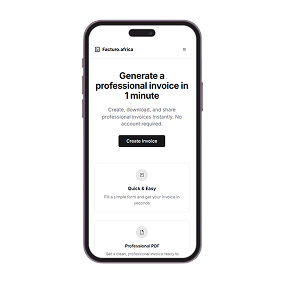 Facturo.africa
Generate a
professional invoice in
1 minute
Create, download, and share
professional invoices instantly. No
account required.
Create invoice
Quick & Easy
Fill a simple form and get your invoice in
seconds.
Professional PDF
Get a clean, professional invoice ready to